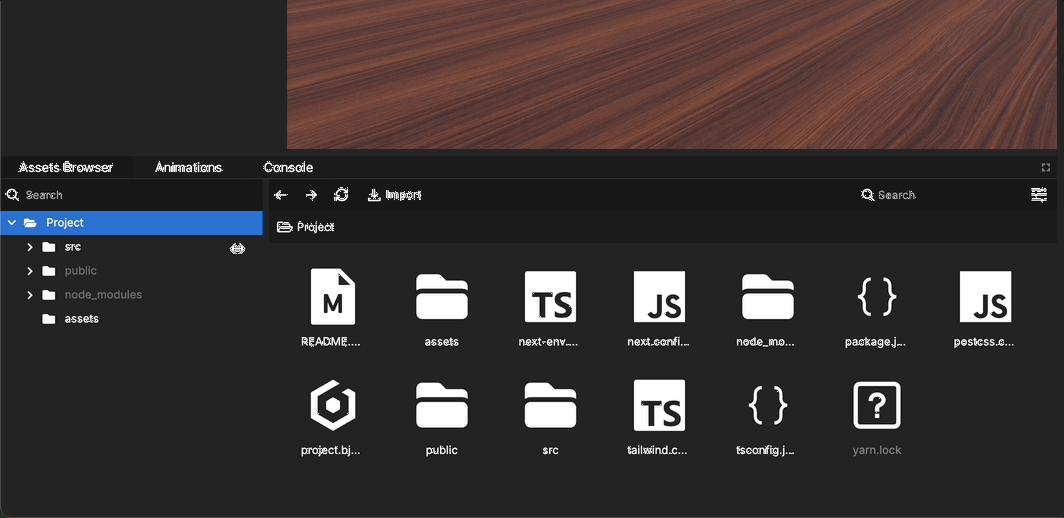 Assets Browser Animations Console
Search Import Search
Project Project
src
public
node_modules
assets
M TS JS { } JS
README.... assets next-env.... next.confi... node_mo... package.j... postcss.c...
TS { } ?
project.bj... public src tailwind.c... tsconfig.j... yarn.lock